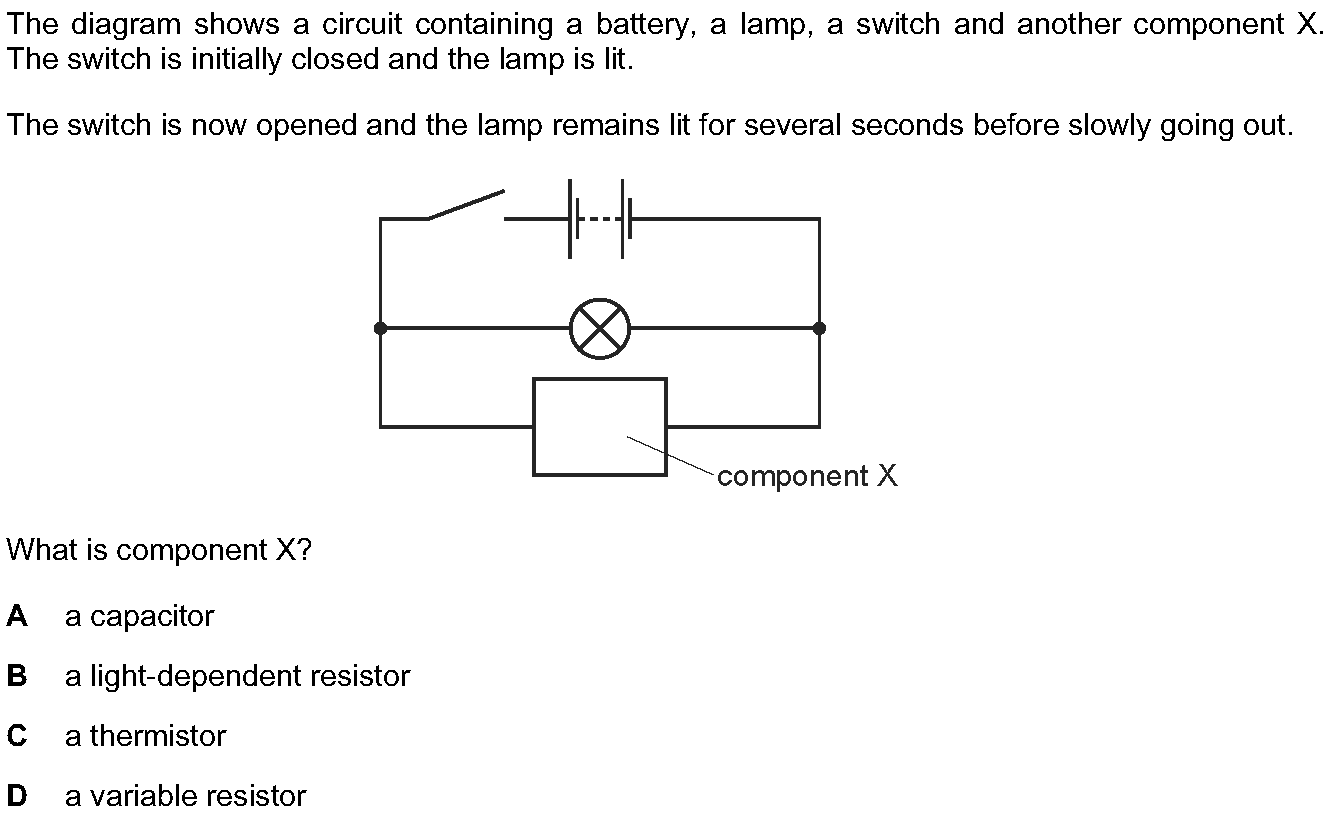 The diagram shows a circuit containing a battery, a lamp, a switch and another component X.
The switch is initially closed and the lamp is lit.
The switch is now opened and the lamp remains lit for several seconds before slowly going out.
component X
What is component X?
A a capacitor
B a light-dependent resistor
C a thermistor
D a variable resistor